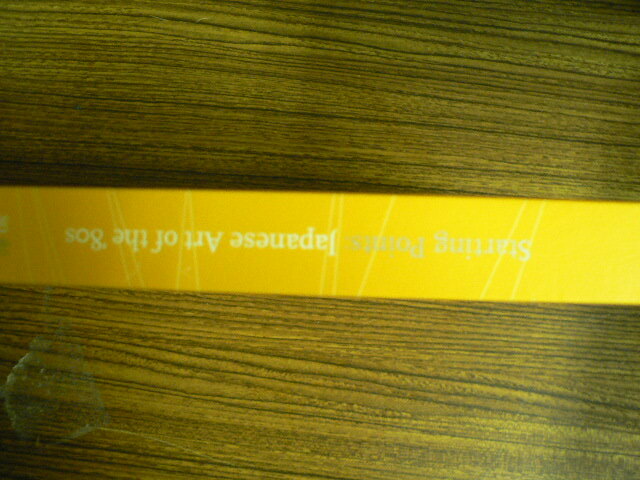 Starting Points: Japanese Art of the '80s